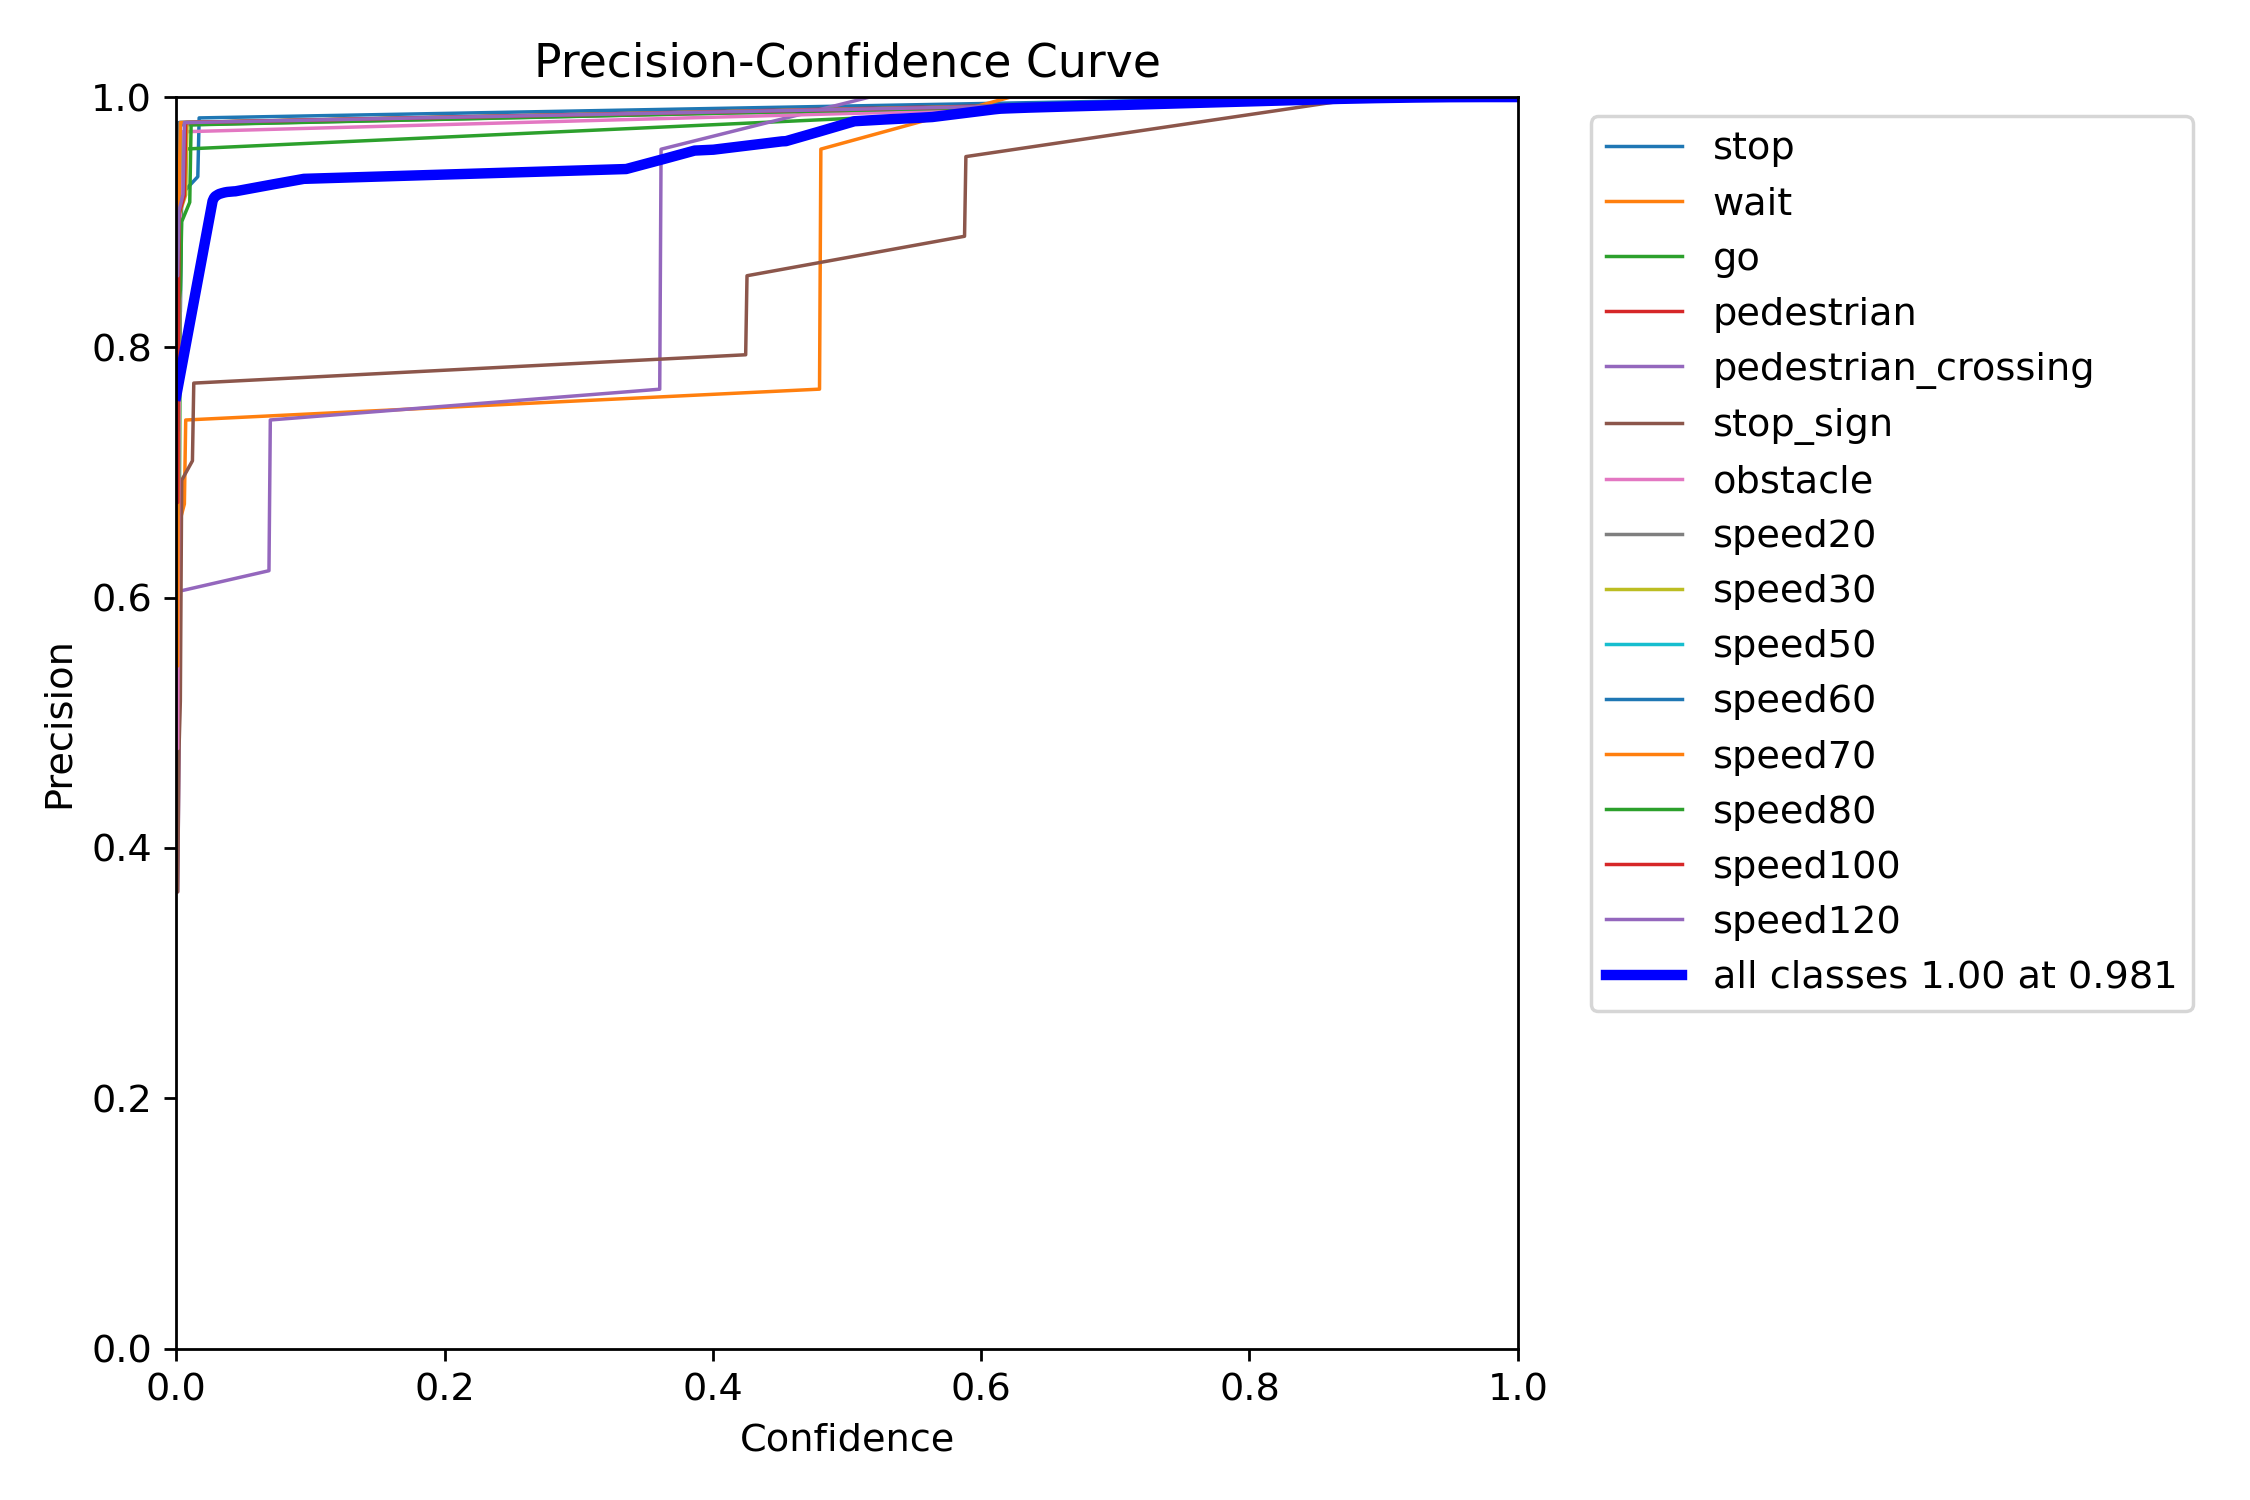 Precision-Confidence Curve
1.0
0.8
0.6
0.4
0.2
0.0
Precision
0.0 0.2 0.4 0.6 0.8 1.0
Confidence
stop
wait
go
pedestrian
pedestrian_crossing
stop_sign
obstacle
speed20
speed30
speed50
speed60
speed70
speed80
speed100
speed120
all classes 1.00 at 0.981